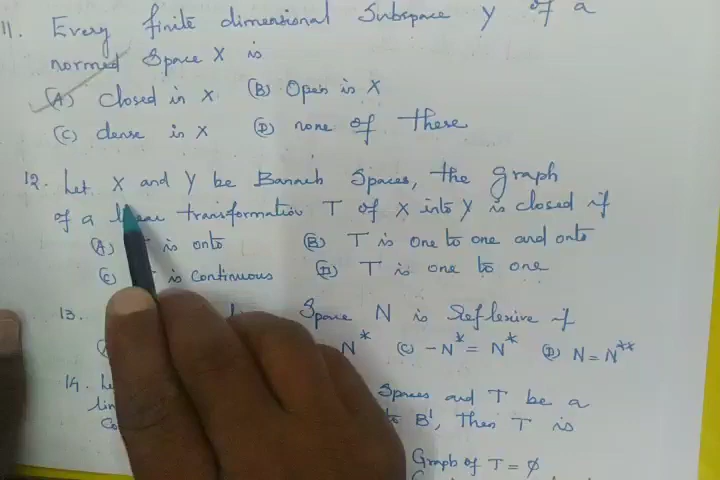 11. Every finite dimensional Subspace Y of a
normed Space X is
(A) closed in X (B) Open is X
(C) dense is X (D) none of these
12. Let X and Y be Banach Spaces, the graph
of a linear transformation T of X into Y is closed if
(A) T is onto (B) T is one to one and onto
(C) T is continuous (D) T is one to one
13. Space N is Reflexive if
N* (C) -N* = N* (D) N = N**
14. Spaces and T be a
B', then T is
Graph of T = φ